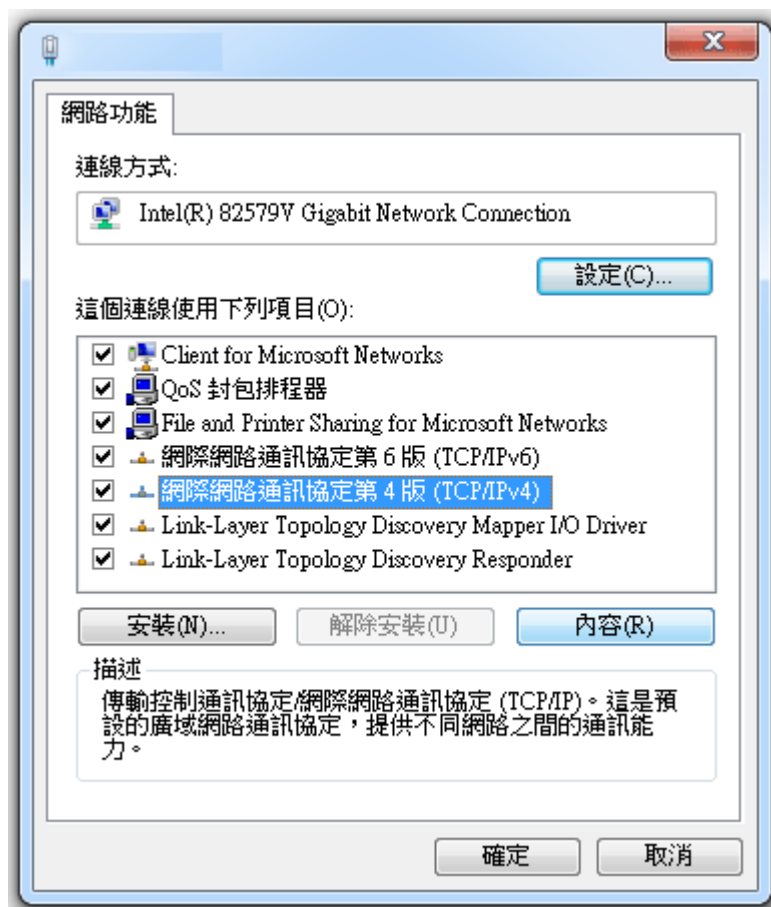 網路功能
連線方式:
Intel(R) 82579V Gigabit Network Connection
設定(C)...
這個連線使用下列項目(O):
Client for Microsoft Networks
QoS 封包排程器
File and Printer Sharing for Microsoft Networks
網際網路通訊協定第 6 版 (TCP/IPv6)
網際網路通訊協定第 4 版 (TCP/IPv4)
Link-Layer Topology Discovery Mapper I/O Driver
Link-Layer Topology Discovery Responder
安裝(N)... 解除安裝(U) 內容(R)
描述
傳輸控制通訊協定/網際網路通訊協定 (TCP/IP)。這是預
設的廣域網路通訊協定，提供不同網路之間的通訊能
力。
確定 取消